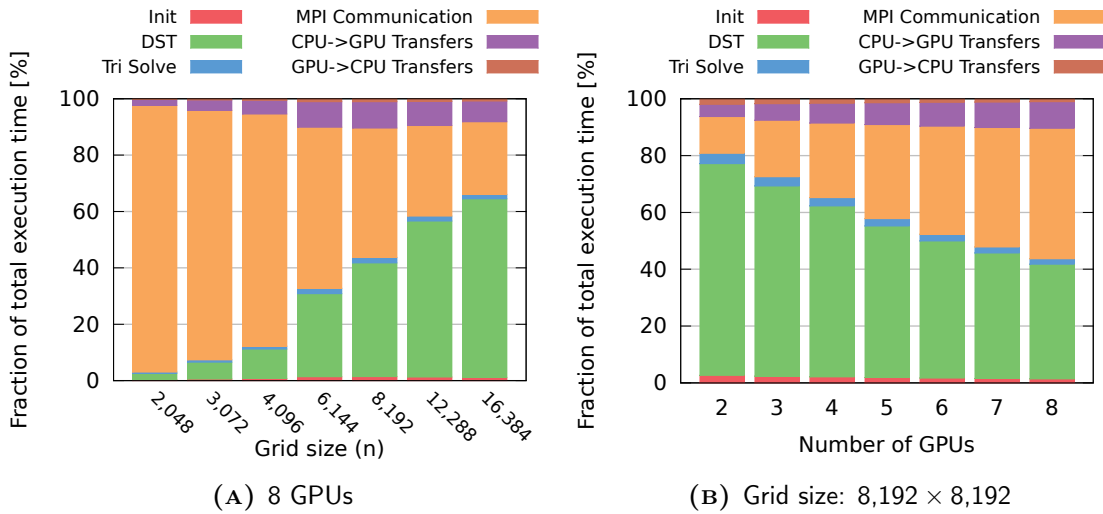 Init
DST
Tri Solve
MPI Communication
CPU->GPU Transfers
GPU->CPU Transfers
Fraction of total execution time [%]
100
80
60
40
20
0
2,048
3,072
4,096
6,144
8,192
12,288
16,384
Grid size (n)
(A) 8 GPUs
Init
DST
Tri Solve
MPI Communication
CPU->GPU Transfers
GPU->CPU Transfers
Fraction of total execution time [%]
100
80
60
40
20
0
2 3 4 5 6 7 8
Number of GPUs
(B) Grid size: 8,192 × 8,192